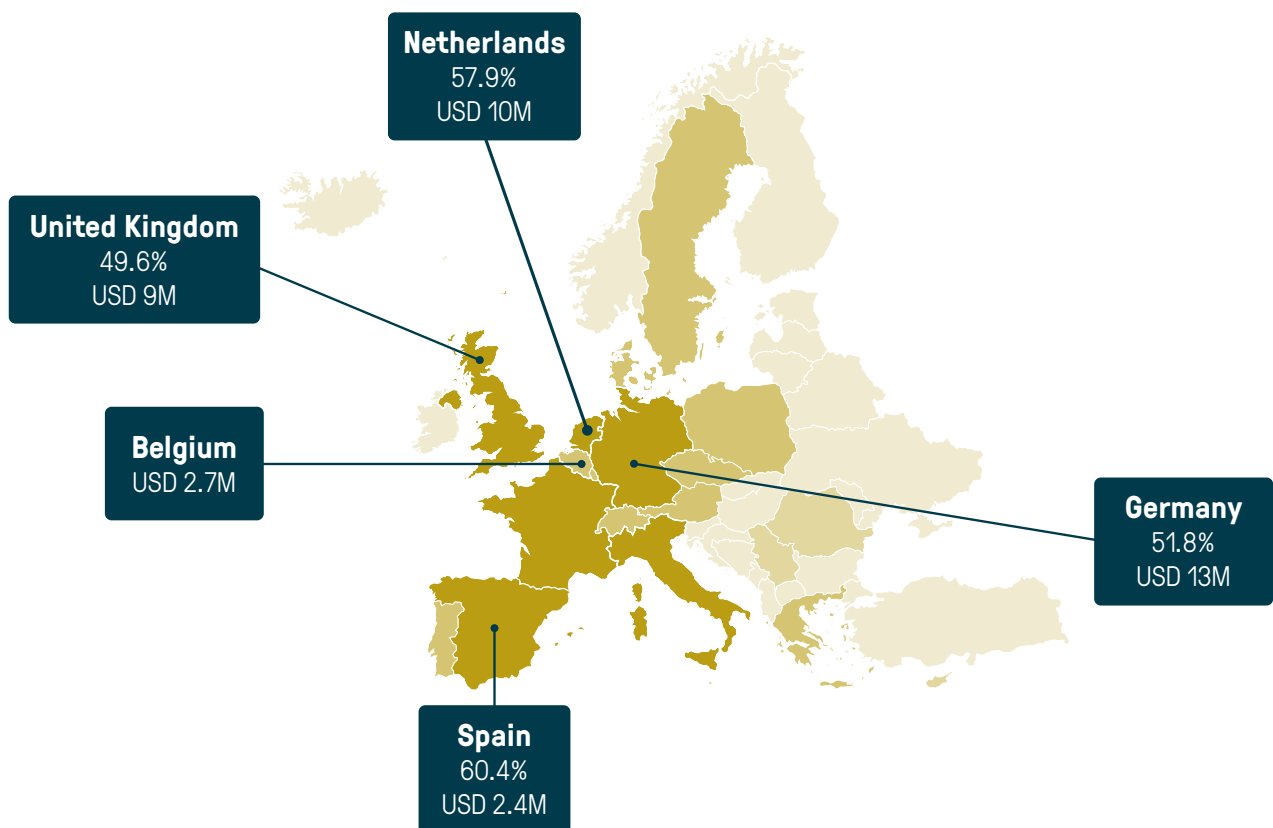 Netherlands
57.9%
USD 10M
United Kingdom
49.6%
USD 9M
Belgium
USD 2.7M
Germany
51.8%
USD 13M
Spain
60.4%
USD 2.4M